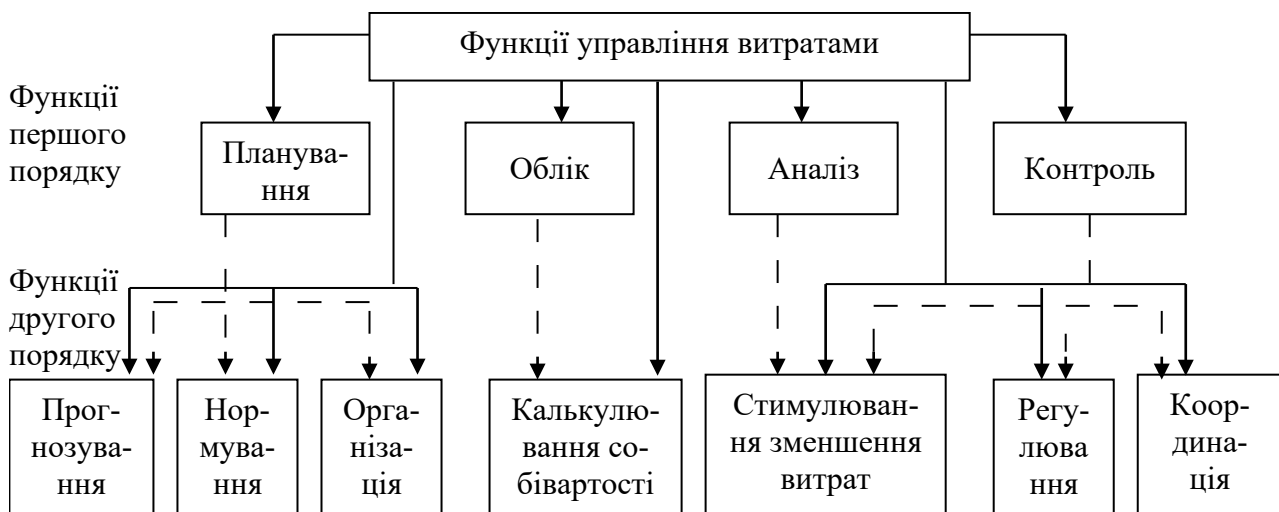 Функції управління витратами
Функції
першого
порядку
Планува-
ння
Облік
Аналіз
Контроль
Функції
другого
порядку
Прог-
нозува-
ння
Нор-
мува-
ння
Орга-
нізa-
ція
Калькулю-
вання со-
бівартості
Стимулюван-
ня зменшення
витрат
Регу-
люва
ння
Коор-
дина-
ція